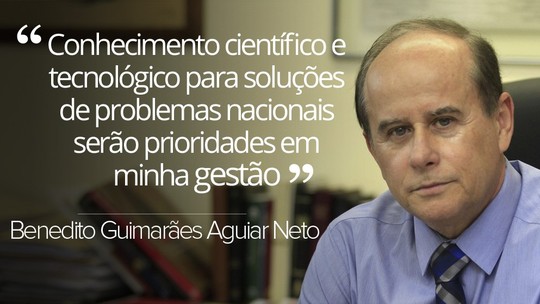 “ Conhecimento científico e
tecnológico para soluções
de problemas nacionais
serão prioridades em
minha gestão ”
Benedito Guimarães Aguiar Neto